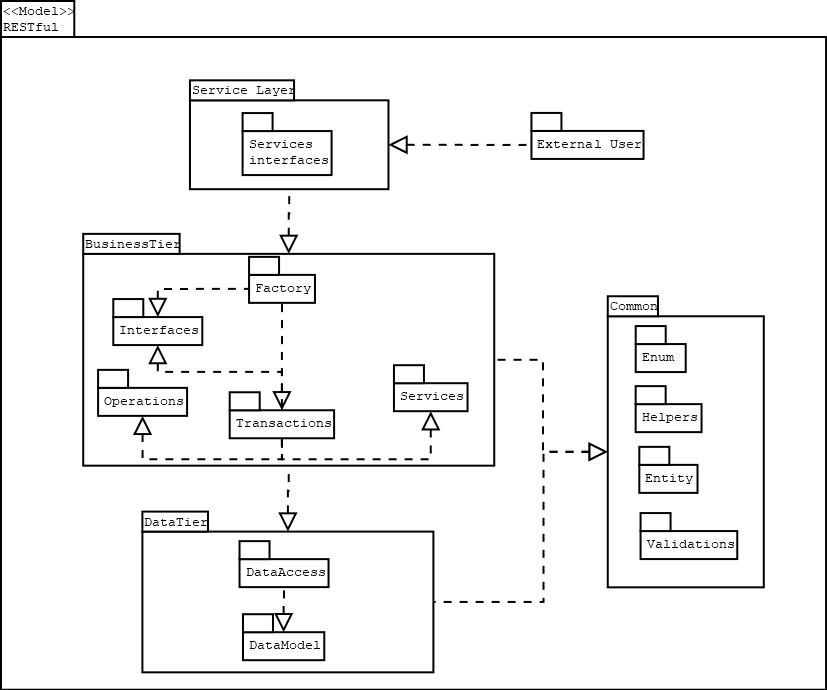 <<Model>>
RESTful
Service Layer
Services
interfaces
External User
BusinessTier
Factory
Interfaces
Operations
Transactions
Services
Common
Enum
Helpers
Entity
Validations
DataTier
DataAccess
DataModel